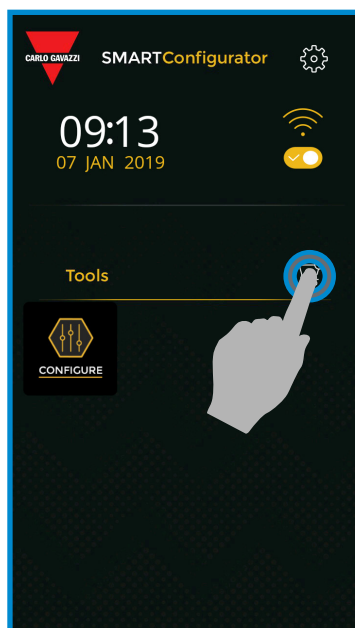 CARLO GAVAZZI
SMARTConfigurator
09:13
07 JAN 2019
Tools
CONFIGURE